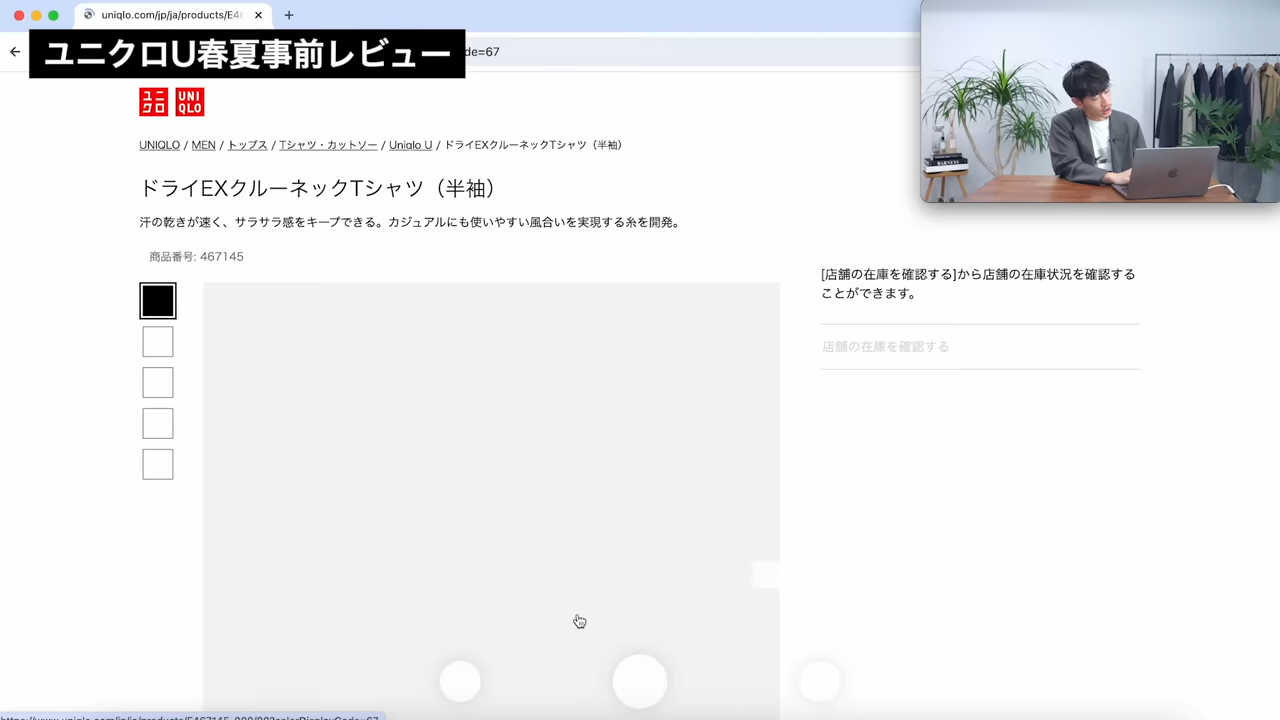 uniqlo.com/jp/ja/products/E46
ユニクロU春夏事前レビュー
de=67
ユニクロ UNIQLO
UNIQLO / MEN / トップス / Tシャツ・カットソー / Uniqlo U / ドライEXクルーネックTシャツ（半袖）
ドライEXクルーネックTシャツ（半袖）
汗の乾きが速く、サラサラ感をキープできる。カジュアルにも使いやすい風合いを実現する糸を開発。
商品番号: 467145
[店舗の在庫を確認する]から店舗の在庫状況を確認する
ことができます。
店舗の在庫を確認する
BARNEYS